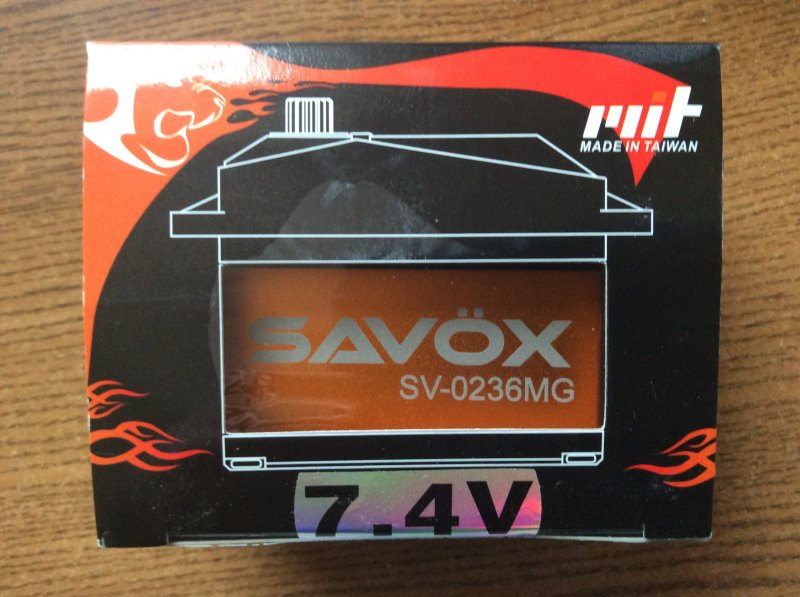 mit
MADE IN TAIWAN
SAVÖX
SV-0236MG
7.4V